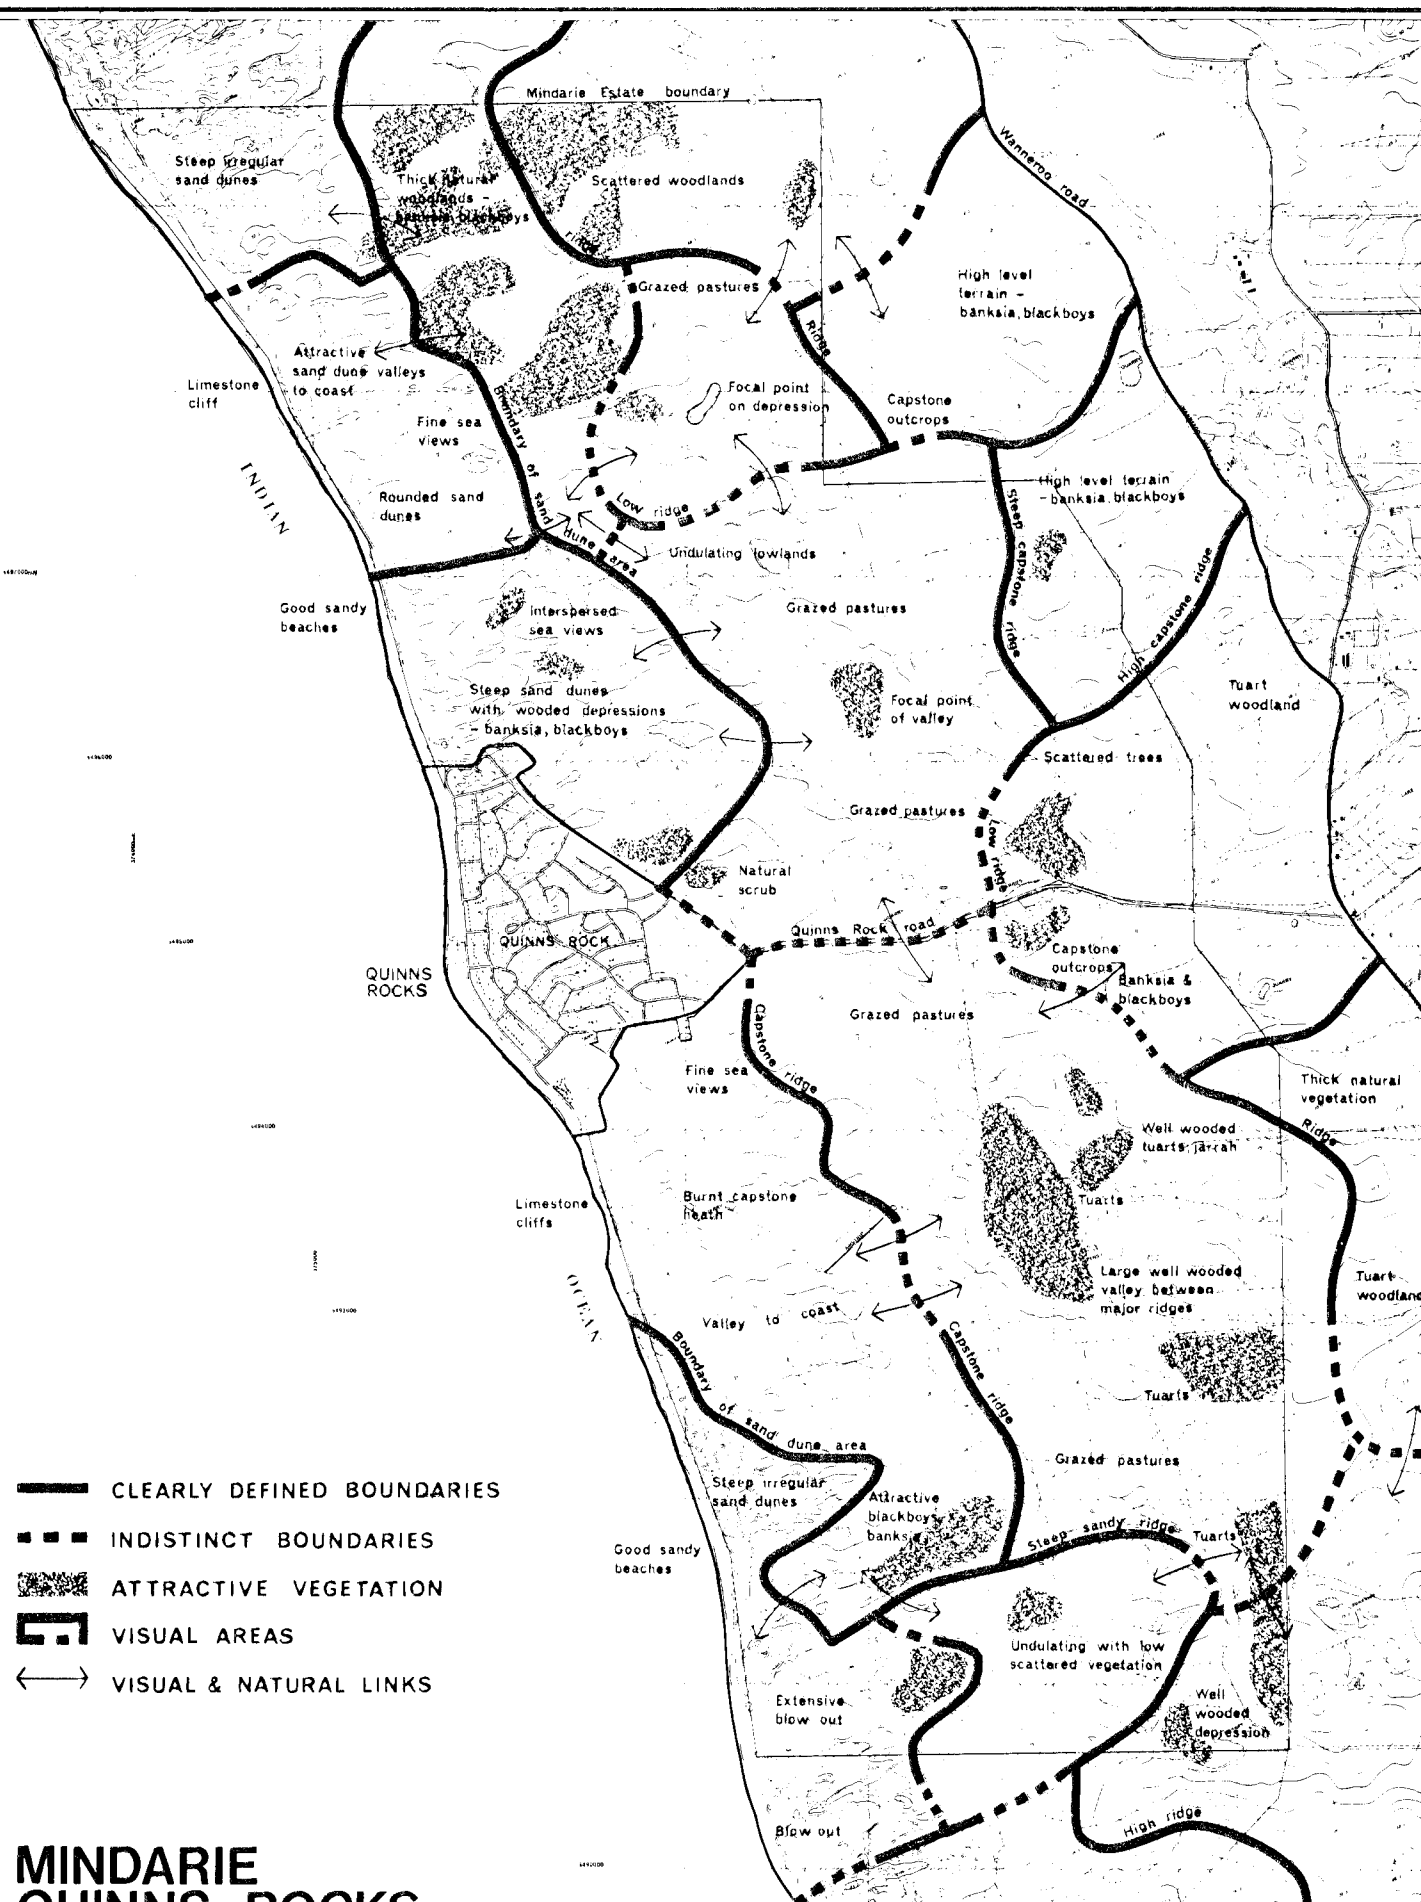 Mindarie Estate boundary
Steep irregular
sand dunes
Thick natural
woodlands -
banksia, blackboys
Scattered woodlands
Wanneroo road
ridge
Grazed pastures
High level
terrain -
banksia, blackboys
Ridge
Attractive
sand dune valleys
to coast
Limestone
cliff
Focal point
on depression
Capstone
outcrops
Fine sea
views
Boundary of sand dune area
INDIAN
Rounded sand
dunes
Low ridge
High level terrain
- banksia, blackboys
Steep capstone ridge
Undulating lowlands
High capstone ridge
Good sandy
beaches
Interspersed
sea views
Grazed pastures
Steep sand dunes
with wooded depressions
- banksia, blackboys
Focal point
of valley
Tuart
woodland
Scattered trees
Grazed pastures
Low ridge
Natural
scrub
Quinns Rock road
QUINNS ROCK
QUINNS
ROCKS
Capstone
outcrops
Banksia &
blackboys
Grazed pastures
Capstone ridge
Fine sea
views
Thick natural
vegetation
Ridge
Well wooded
tuarts, jarrah
Tuarts
Limestone
cliffs
Burnt capstone
heath
OCEAN
Large well wooded
valley between
major ridges
Tuart
woodland
Valley to coast
Capstone ridge
Boundary of sand dune area
Tuarts
Grazed pastures
Steep irregular
sand dunes
Attractive
blackboys
banksia
Steep sandy ridge
Tuarts
Good sandy
beaches
Undulating with low
scattered vegetation
Extensive
blow out
Well
wooded
depression
Blow out
High ridge
CLEARLY DEFINED BOUNDARIES
INDISTINCT BOUNDARIES
ATTRACTIVE VEGETATION
VISUAL AREAS
VISUAL & NATURAL LINKS
MINDARIE
QUINNS ROCKS